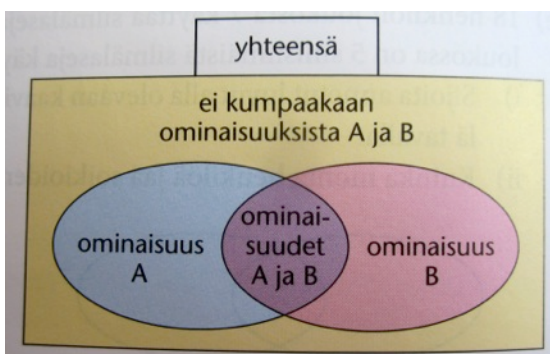 yhteensä
ei kumpaakaan
ominaisuuksista A ja B
ominaisuus
A
ominai-
suudet
A ja B
ominaisuus
B